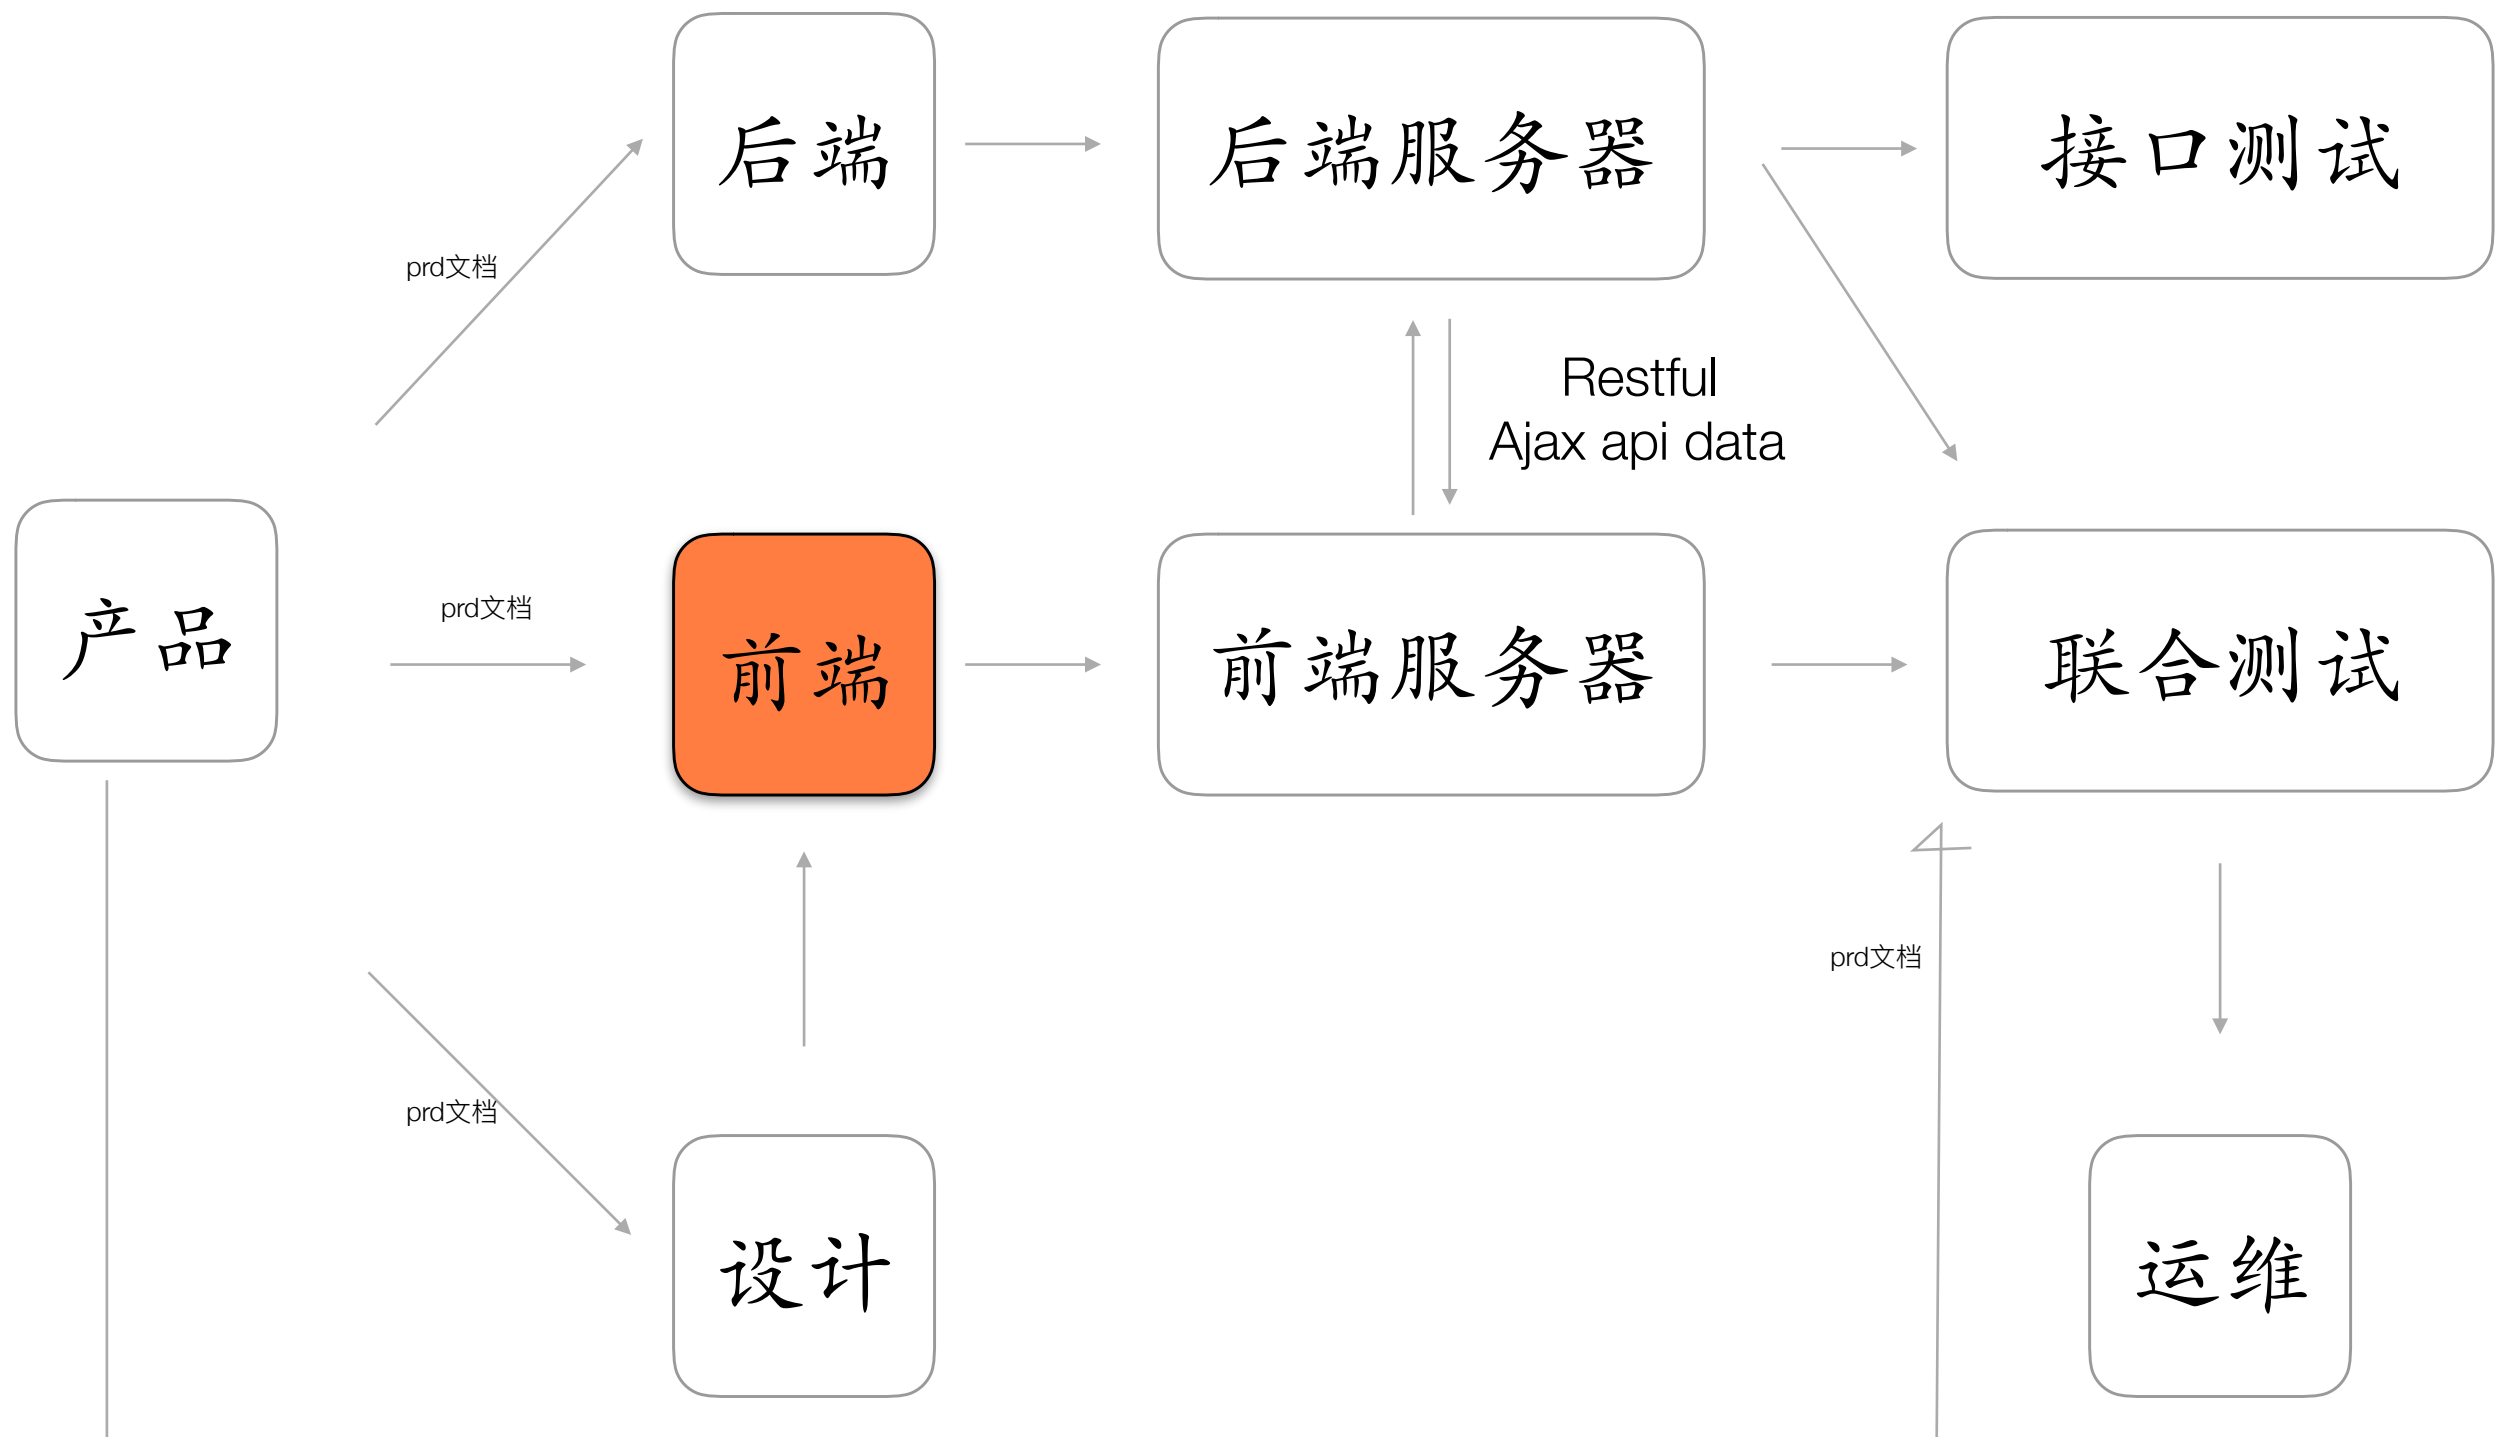 后端
后端服务器
接口测试
prd文档
Restful
Ajax api data
产品
prd文档
前端
前端服务器
联合测试
prd文档
prd文档
设计
运维